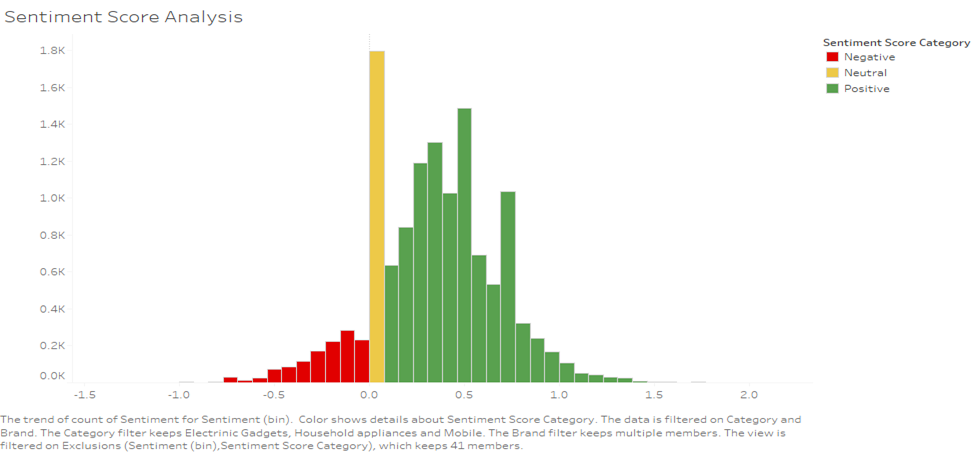 Sentiment Score Analysis
Sentiment Score Category
Negative
Neutral
Positive
1.8K
1.6K
1.4K
1.2K
1.0K
0.8K
0.6K
0.4K
0.2K
0.0K
-1.5 -1.0 -0.5 0.0 0.5 1.0 1.5 2.0
The trend of count of Sentiment for Sentiment (bin). Color shows details about Sentiment Score Category. The data is filtered on Category and
Brand. The Category filter keeps Electrinic Gadgets, Household appliances and Mobile. The Brand filter keeps multiple members. The view is
filtered on Exclusions (Sentiment (bin),Sentiment Score Category), which keeps 41 members.